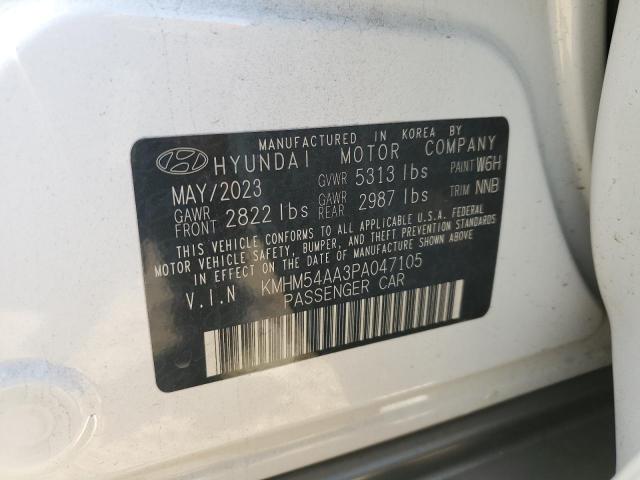 MANUFACTURED IN KOREA BY
HYUNDAI MOTOR COMPANY
MAY/2023 GVWR 5313 lbs PAINT W6H
GAWR FRONT 2822 lbs GAWR REAR 2987 lbs TRIM NNB
THIS VEHICLE CONFORMS TO ALL APPLICABLE U.S.A. FEDERAL
MOTOR VEHICLE SAFETY, BUMPER, AND THEFT PREVENTION STANDARDS
IN EFFECT ON THE DATE OF MANUFACTURE SHOWN ABOVE.
V.I.N KMHM54AA3PA047105
PASSENGER CAR